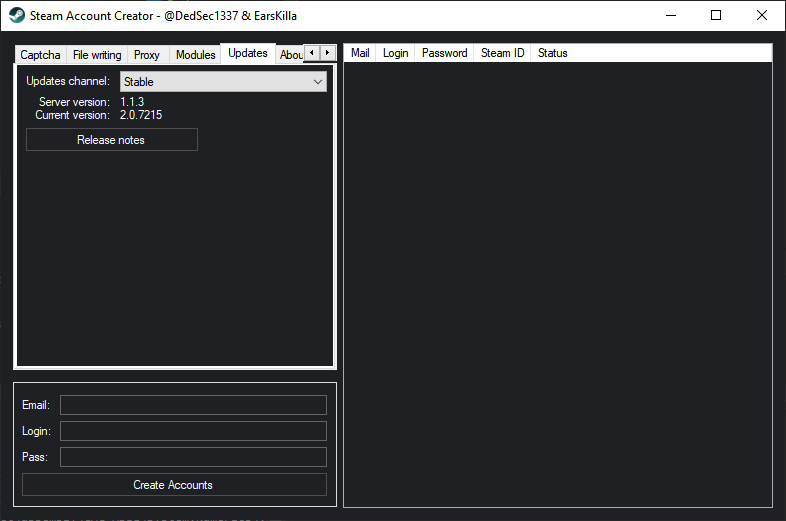 Steam Account Creator - @DedSec1337 & EarsKilla
Captcha File writing Proxy Modules Updates Abou
Updates channel: Stable
Server version: 1.1.3
Current version: 2.0.7215
Release notes
Email:
Login:
Pass:
Create Accounts
Mail Login Password Steam ID Status